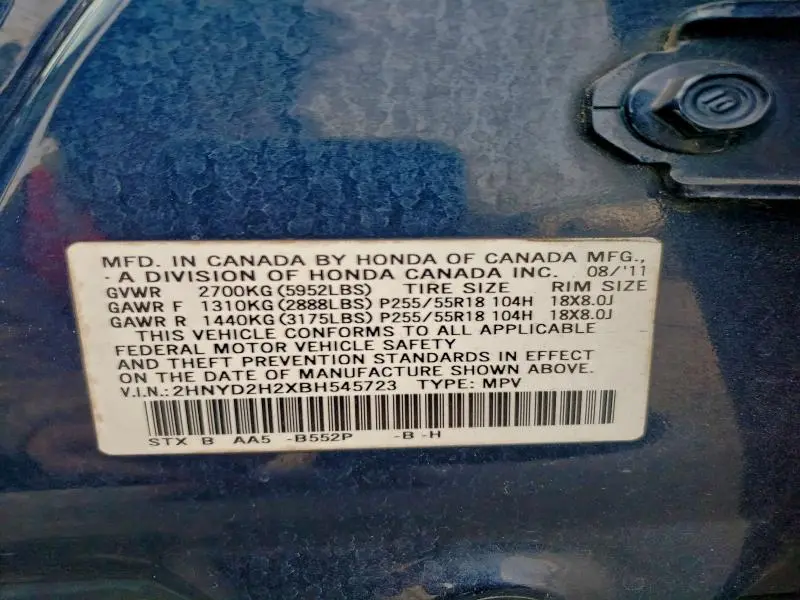 MFD. IN CANADA BY HONDA OF CANADA MFG.,
A DIVISION OF HONDA CANADA INC. 08/'11
GVWR 2700KG (5952LBS) TIRE SIZE RIM SIZE
GAWR F 1310KG (2888LBS) P255/55R18 104H 18X8.0J
GAWR R 1440KG (3175LBS) P255/55R18 104H 18X8.0J
THIS VEHICLE CONFORMS TO ALL APPLICABLE
FEDERAL MOTOR VEHICLE SAFETY
AND THEFT PREVENTION STANDARDS IN EFFECT
ON THE DATE OF MANUFACTURE SHOWN ABOVE.
V.I.N.: 2HNYD2H2XBH545723 TYPE: MPV
STX B AA5 -B552P -B -H
10